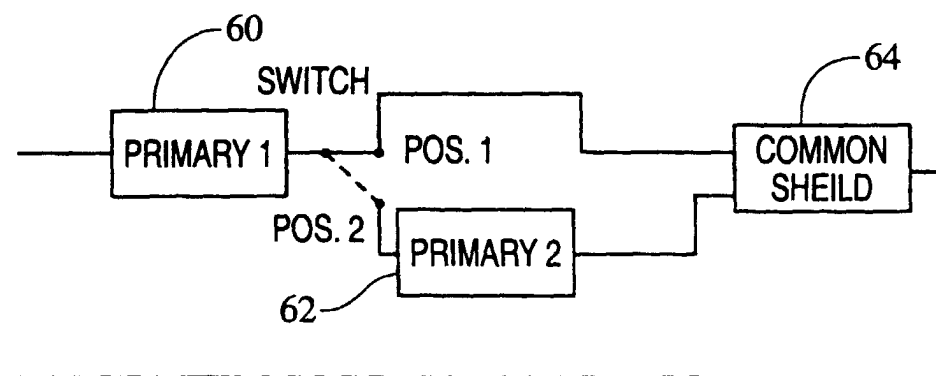 60
64
SWITCH
PRIMARY 1
POS. 1
COMMON
SHEILD
POS. 2
PRIMARY 2
62